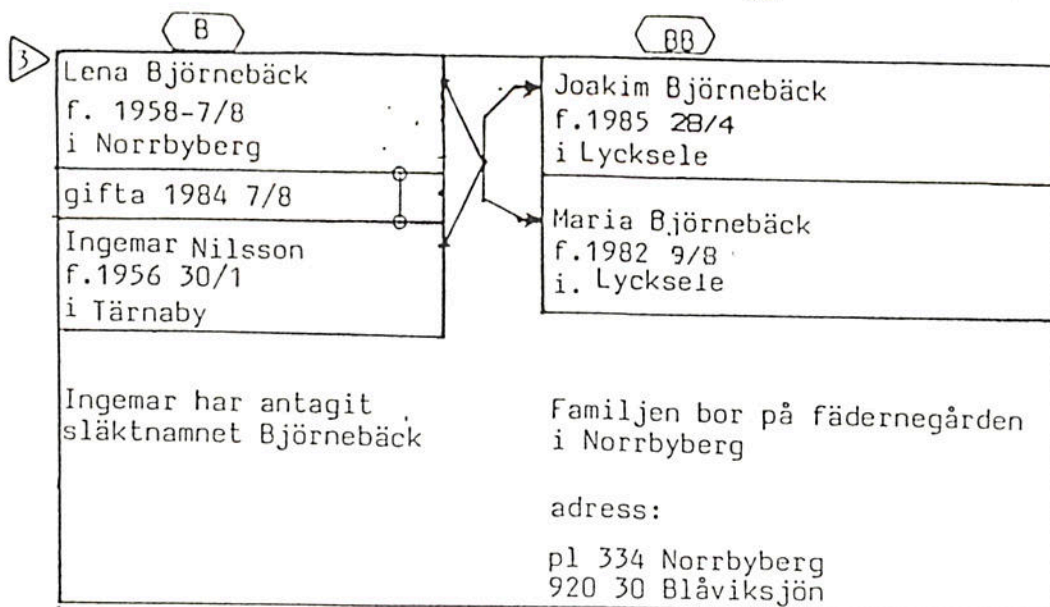 B
BB
3
Lena Björnebäck
f. 1958-7/8
i Norrbyberg
gifta 1984 7/8
Ingemar Nilsson
f.1956 30/1
i Tärnaby
Joakim Björnebäck
f.1985 28/4
i Lycksele
Maria Björnebäck
f.1982 9/8
i. Lycksele
Ingemar har antagit
släktnamnet Björnebäck
Familjen bor på fädernegården
i Norrbyberg
adress:
pl 334 Norrbyberg
920 30 Blåviksjön